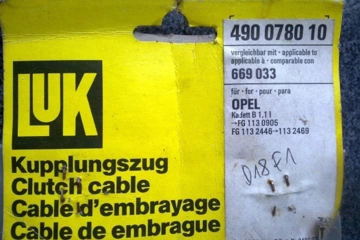 LUK
Kupplungszug
Clutch cable
Cable d'embrayage
Cable de embrague
490 0780 10
vergleichbar mit · applicable to
applicable à · comparable con
669 033
für · for · pour · para
OPEL
Kadett B 1,1 l
→FG 113 0905
FG 113 2446→113 2469